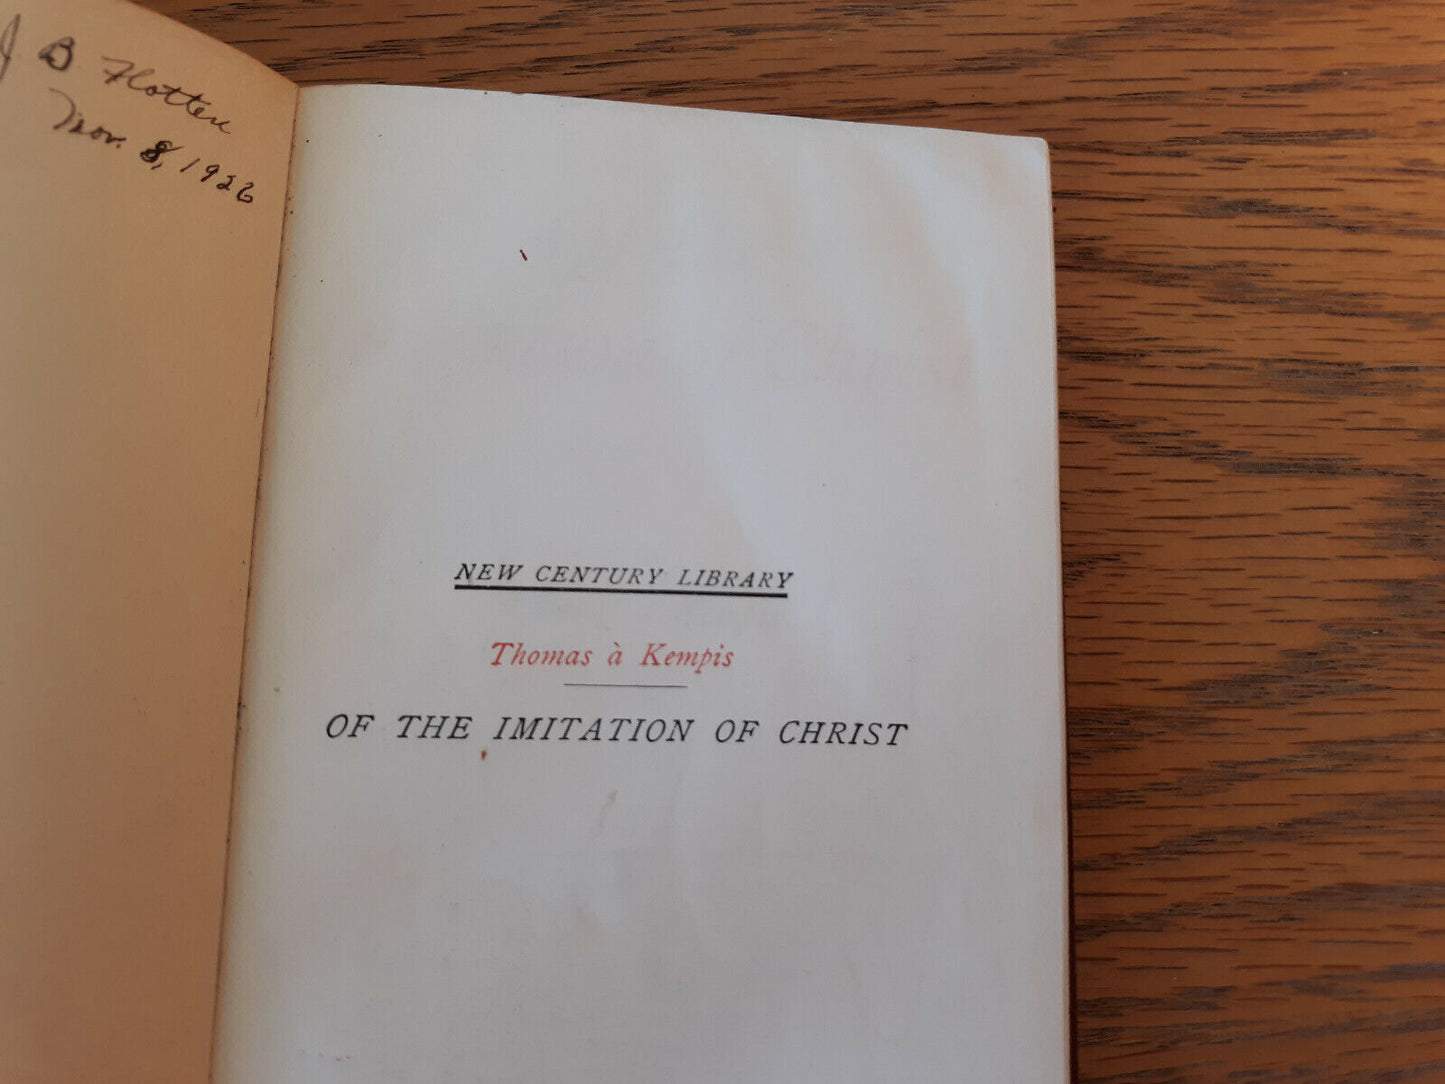 J B. Flotten
Nov. 8, 1926
NEW CENTURY LIBRARY
Thomas à Kempis
OF THE IMITATION OF CHRIST